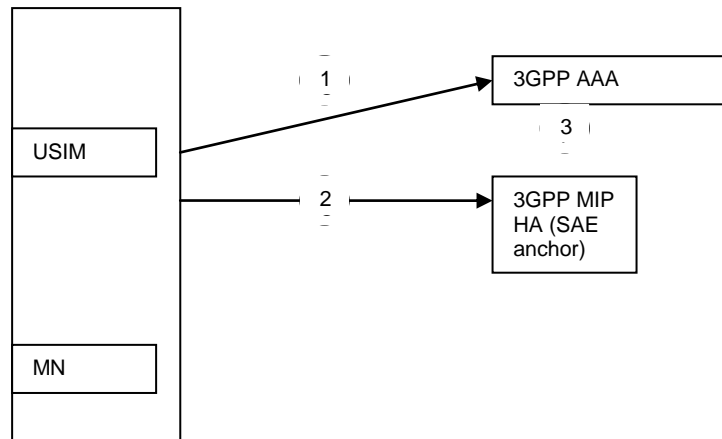 1
3GPP AAA
3
USIM
2
3GPP MIP
HA (SAE
anchor)
MN